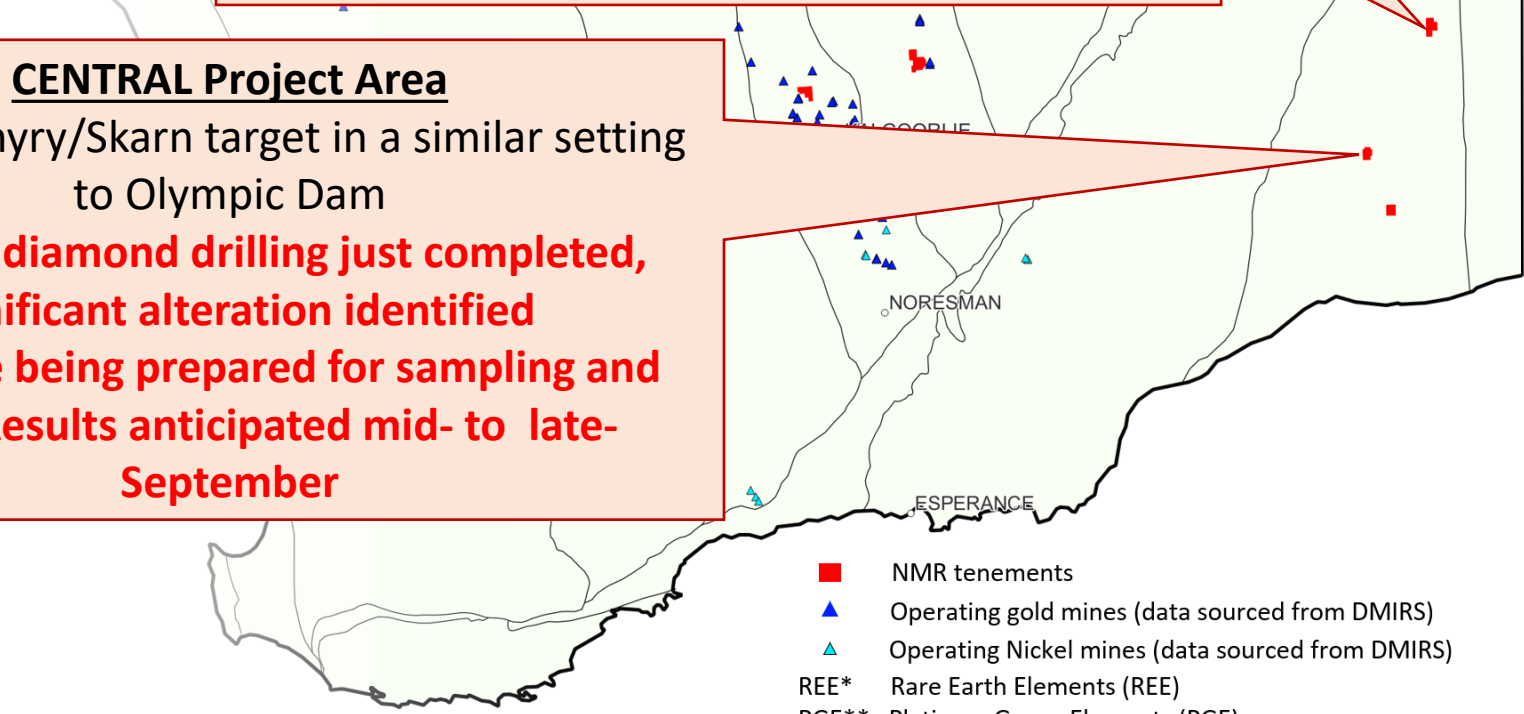 CENTRAL Project Area
hyry/Skarn target in a similar setting
to Olympic Dam
diamond drilling just completed,
nificant alteration identified
e being prepared for sampling and
Results anticipated mid- to late-
September
NORESMAN
ESPERANCE
NMR tenements
Operating gold mines (data sourced from DMIRS)
Operating Nickel mines (data sourced from DMIRS)
REE* Rare Earth Elements (REE)